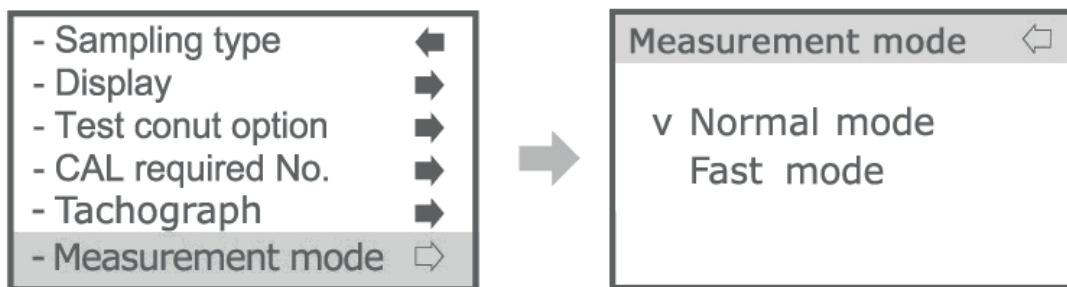 - Sampling type
- Display
- Test conut option
- CAL required No.
- Tachograph
- Measurement mode
Measurement mode
v Normal mode
Fast mode